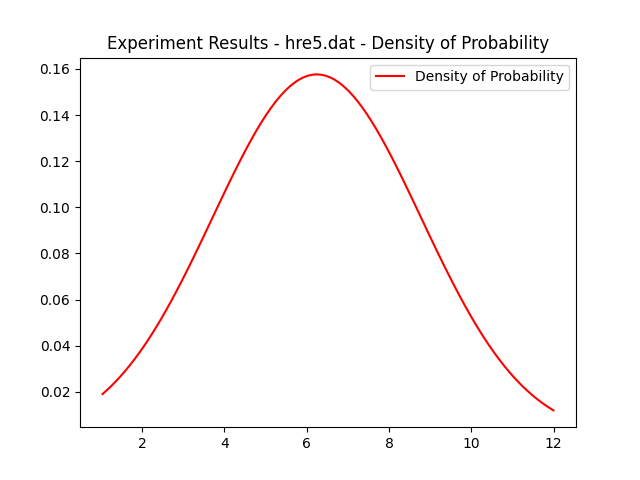 Experiment Results - hre5.dat - Density of Probability
Density of Probability
0.16
0.14
0.12
0.10
0.08
0.06
0.04
0.02
2 4 6 8 10 12